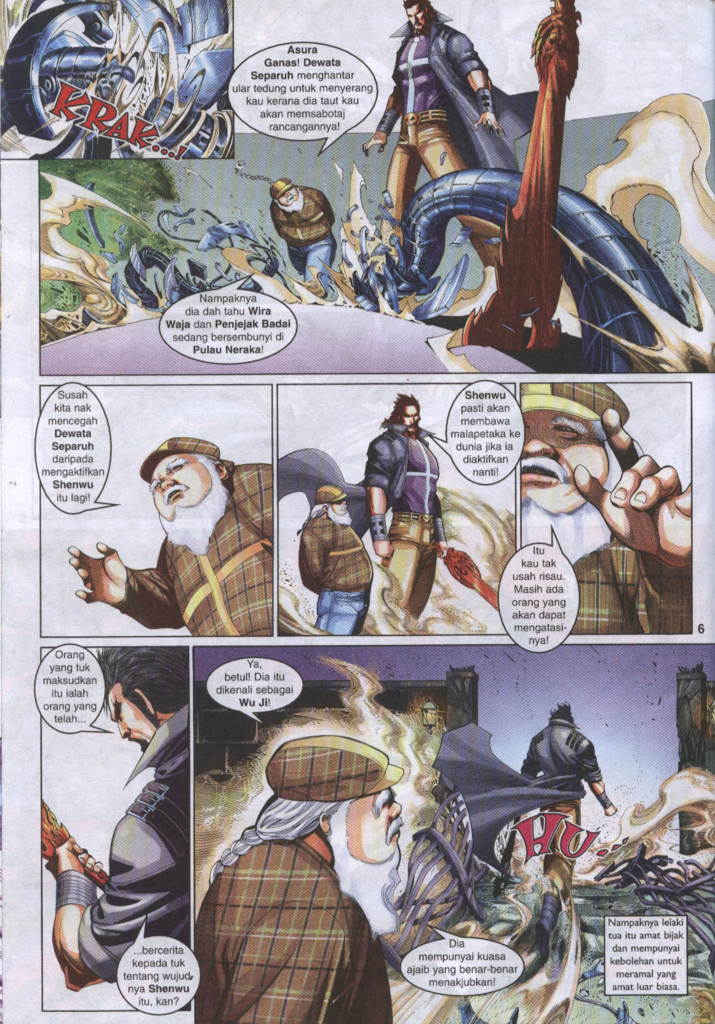 KRAK...!
Asura
Ganas! Dewata
Separuh menghantar
ular tedung untuk menyerang
kau kerana dia taut kau
akan memsabotaj
rancangannya!
Nampaknya
dia dah tahu Wira
Waja dan Penjejak Badai
sedang bersembunyi di
Pulau Neraka!
Susah
kita nak
mencegah
Dewata
Separuh
daripada
mengaktifkan
Shenwu
itu lagi!
Shenwu
pasti akan
membawa
malapetaka ke
dunia jika ia
diaktifkan
nanti!
Itu
kau tak
usah risau.
Masih ada
orang yang
akan dapat
mengatasi-
nya!
6
Orang
yang tuk
maksudkan
itu ialah
orang yang
telah...
...bercerita
kepada tuk
tentang wujud-
nya Shenwu
itu, kan?
Ya,
betul! Dia itu
dikenali sebagai
Wu Ji!
HU...
Dia
mempunyai kuasa
ajaib yang benar-benar
menakjubkan!
Nampaknya lelaki
tua itu amat bijak
dan mempunyai
kebolehan untuk
meramal yang
amat luar biasa.